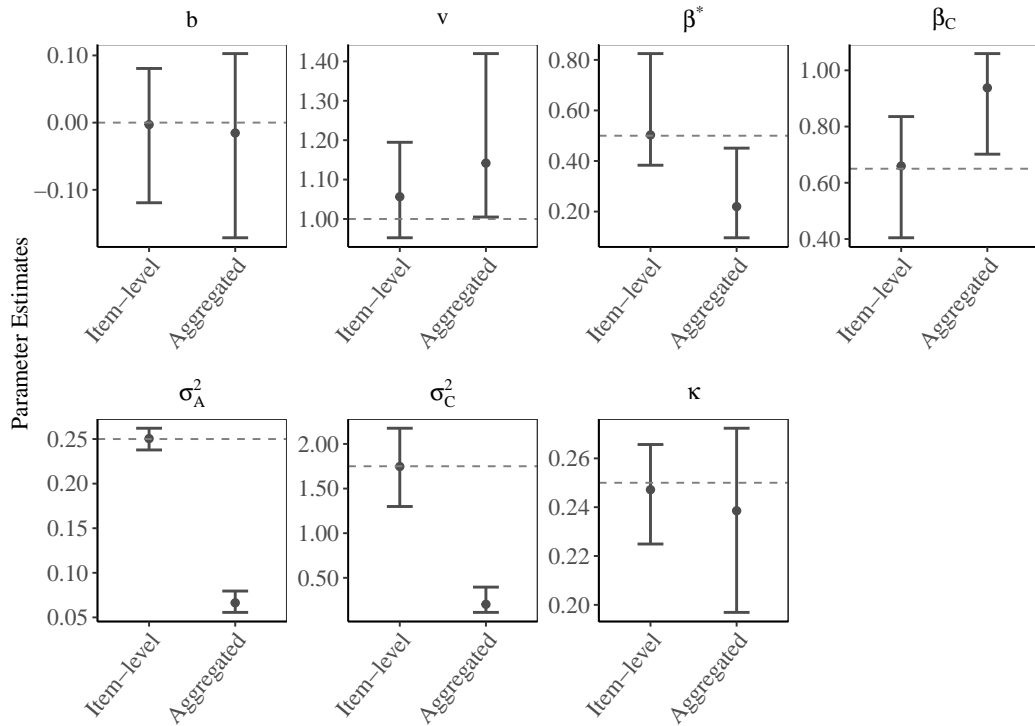 b
v
β*
β_C
Parameter Estimates
0.10
0.00
−0.10
1.40
1.30
1.20
1.10
1.00
0.80
0.60
0.40
0.20
1.00
0.80
0.60
0.40
Item−level
Aggregated
Item−level
Aggregated
Item−level
Aggregated
Item−level
Aggregated
σ²_A
σ²_C
κ
0.25
0.20
0.15
0.10
0.05
2.00
1.50
1.00
0.50
0.26
0.24
0.22
0.20
Item−level
Aggregated
Item−level
Aggregated
Item−level
Aggregated